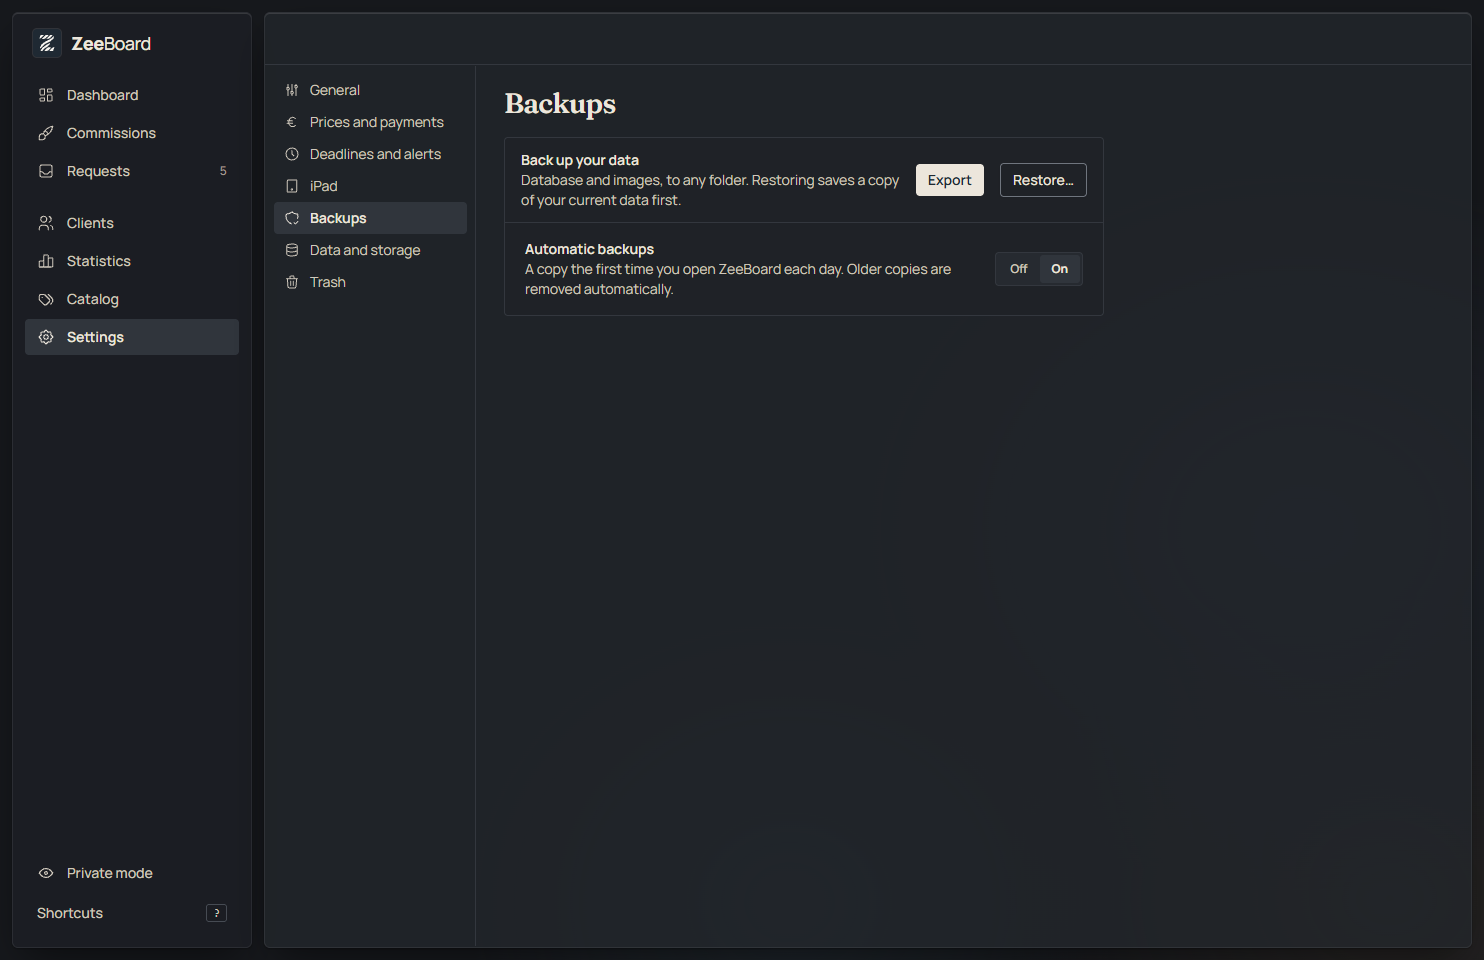 ZeeBoard
Dashboard
Commissions
Requests 5
Clients
Statistics
Catalog
Settings
Private mode
Shortcuts ?
General
€ Prices and payments
Deadlines and alerts
iPad
Backups
Data and storage
Trash
Backups
Back up your data
Database and images, to any folder. Restoring saves a copy
of your current data first.
Export Restore...
Automatic backups
A copy the first time you open ZeeBoard each day. Older copies are
removed automatically.
Off On